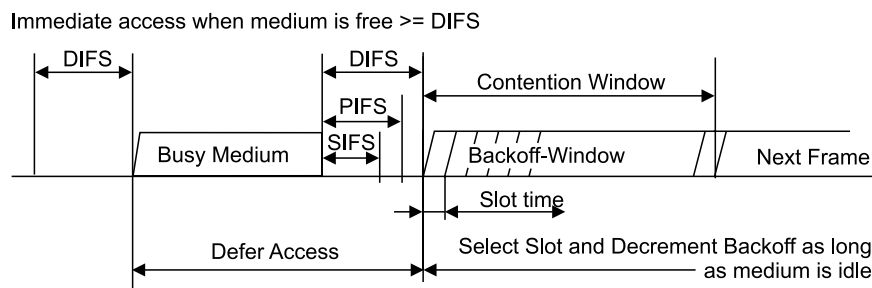 Immediate access when medium is free >= DIFS
DIFS
DIFS
Contention Window
PIFS
SIFS
Busy Medium
Backoff-Window
Next Frame
Slot time
Defer Access
Select Slot and Decrement Backoff as long
as medium is idle